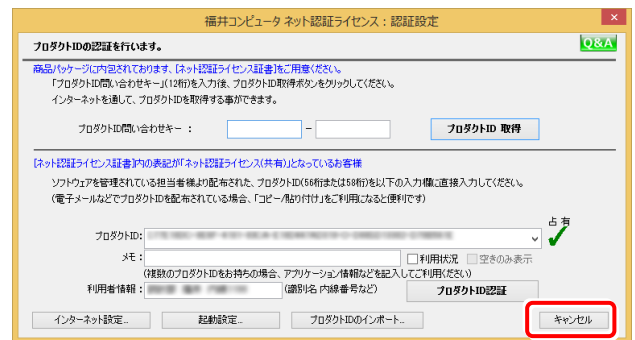 福井コンピュータ ネット認証ライセンス：認証設定
×
プロダクトIDの認証を行います。
Q&A
商品パッケージに内包されております、[ネット認証ライセンス証書]をご用意ください。
「プロダクトID問い合わせキー」(12桁)を入力後、プロダクトID取得ボタンをクリックしてください。
インターネットを通して、プロダクトIDを取得する事ができます。
プロダクトID問い合わせキー ： － プロダクトID 取得
[ネット認証ライセンス証書]内の表記が「ネット認証ライセンス(共有)」となっているお客様
ソフトウェアを管理されている担当者様より配布された、プロダクトID(56桁または58桁)を以下の入力欄に直接入力してください。
(電子メールなどでプロダクトIDを配布されている場合、「コピー/貼り付け」をご利用になると便利です)
占有
プロダクトID:
メモ： 利用状況 空きのみ表示
(複数のプロダクトIDをお持ちの場合、アプリケーション情報などを記入してご利用ください)
利用者情報： (識別名 内線番号など) プロダクトID認証
インターネット設定... 起動設定... プロダクトIDのインポート... キャンセル